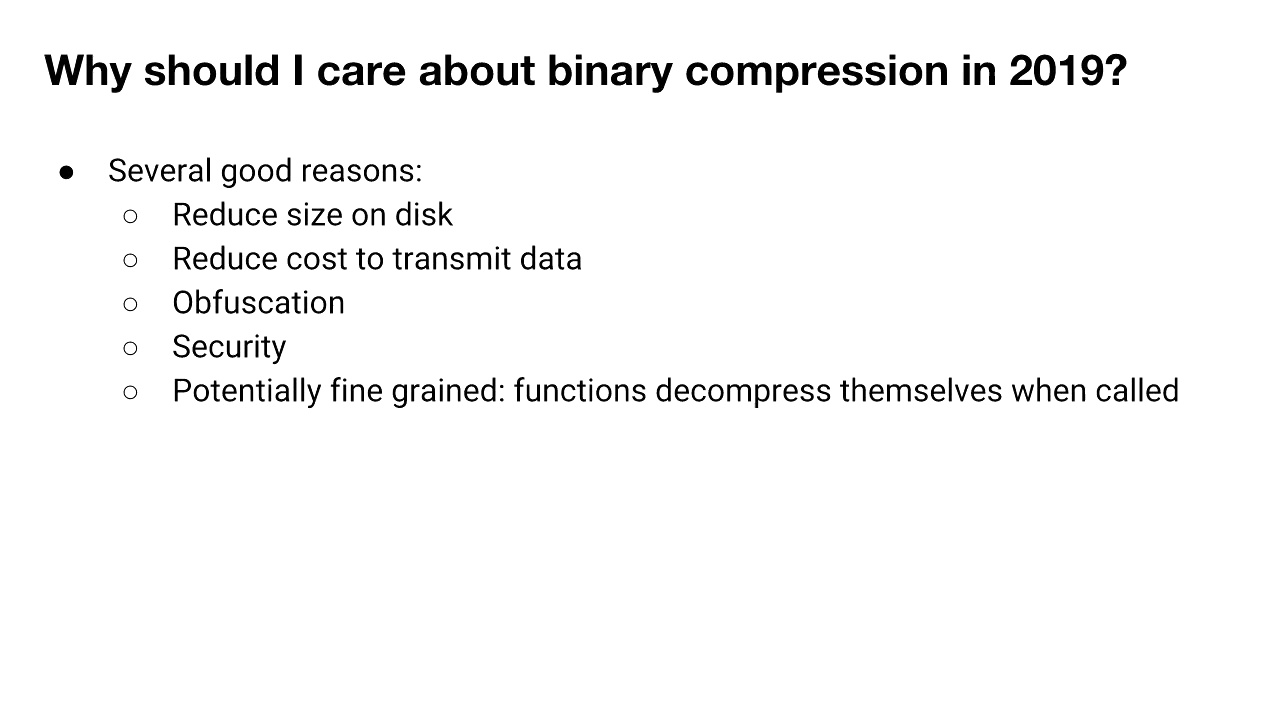 Why should I care about binary compression in 2019?
● Several good reasons:
○ Reduce size on disk
○ Reduce cost to transmit data
○ Obfuscation
○ Security
○ Potentially fine grained: functions decompress themselves when called